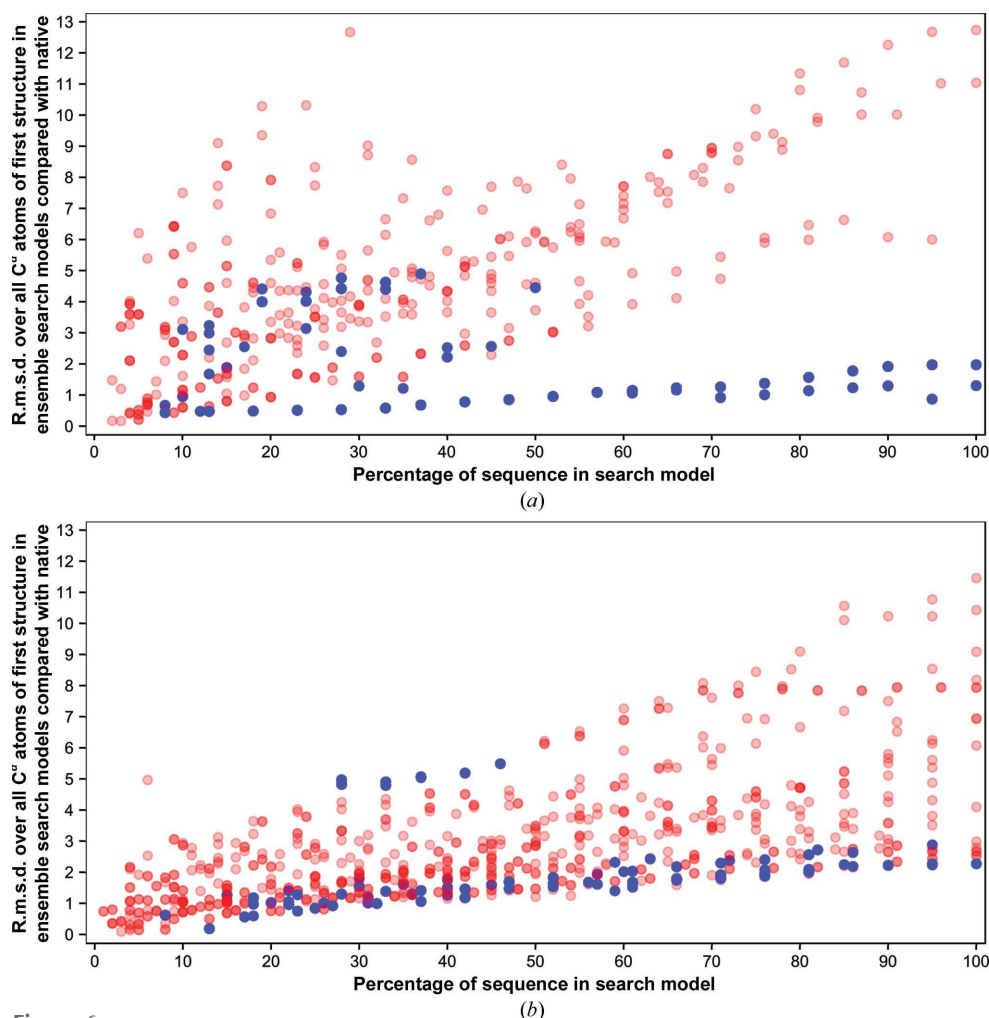 R.m.s.d. over all Cα atoms of first structure in
ensemble search models compared with native
13
12
11
10
9
8
7
6
5
4
3
2
1
0
0 10 20 30 40 50 60 70 80 90 100
Percentage of sequence in search model
(a)
R.m.s.d. over all Cα atoms of first structure in
ensemble search models compared with native
13
12
11
10
9
8
7
6
5
4
3
2
1
0
0 10 20 30 40 50 60 70 80 90 100
Percentage of sequence in search model
(b)